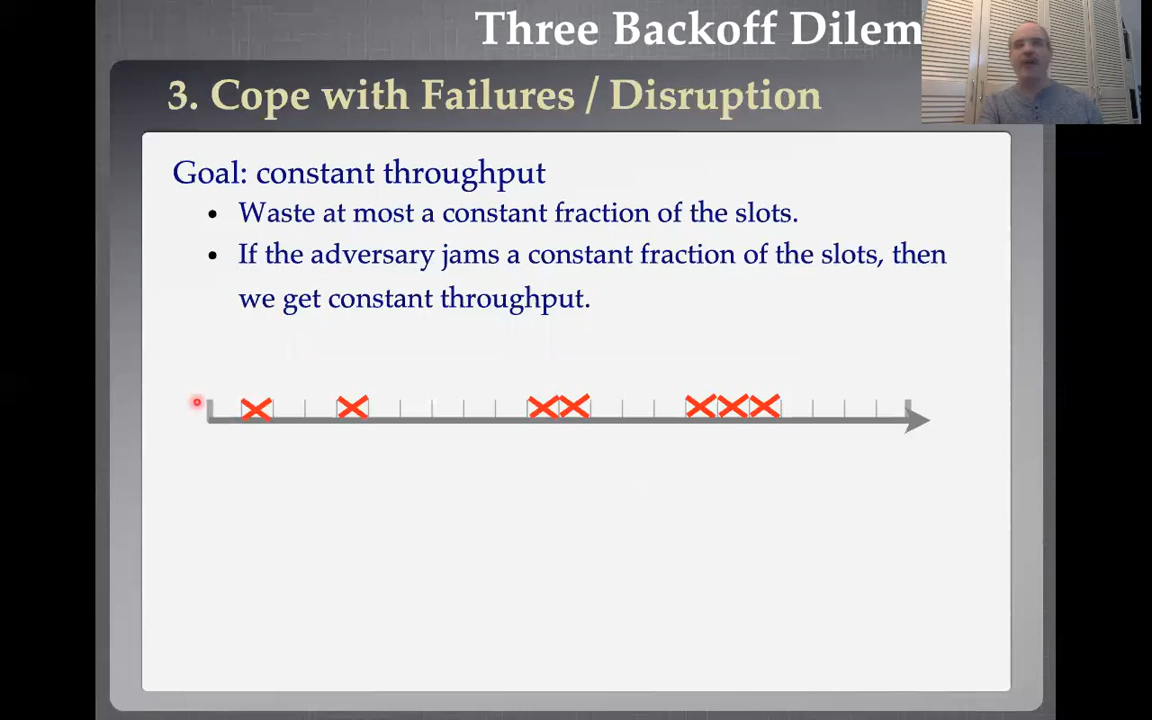 Three Backoff Dilem
3. Cope with Failures / Disruption
Goal: constant throughput
• Waste at most a constant fraction of the slots.
• If the adversary jams a constant fraction of the slots, then
we get constant throughput.